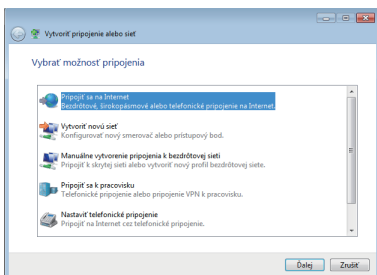 Vytvoriť pripojenie alebo sieť
Vybrať možnosť pripojenia
Pripojiť sa na Internet
Bezdrôtové, širokopásmové alebo telefonické pripojenie na Internet.
Vytvoriť novú sieť
Konfigurovať nový smerovač alebo prístupový bod.
Manuálne vytvorenie pripojenia k bezdrôtovej sieti
Pripojiť k skrytej sieti alebo vytvoriť nový profil bezdrôtovej siete.
Pripojiť sa k pracovisku
Telefonické pripojenie alebo pripojenie VPN k pracovisku.
Nastaviť telefonické pripojenie
Pripojiť na Internet cez telefonické pripojenie.
Ďalej
Zrušiť